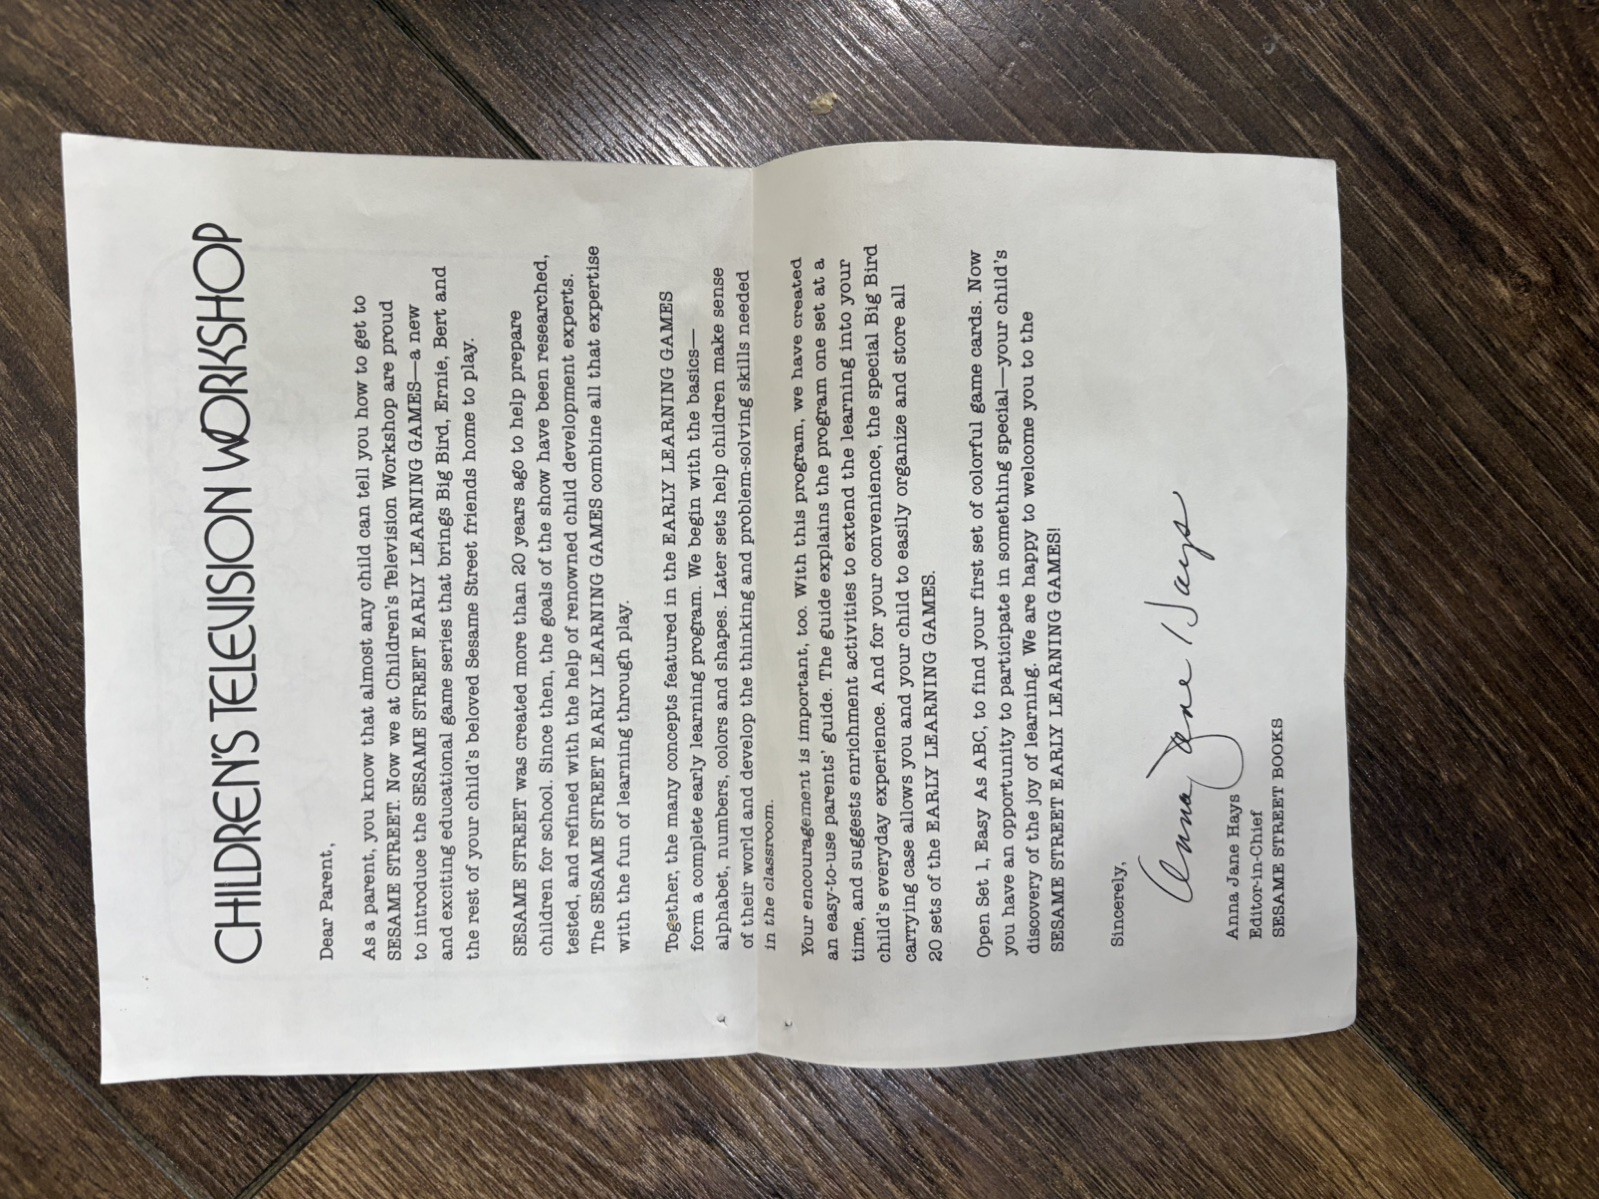 CHILDREN'S TELEVISION WORKSHOP
Dear Parent,
As a parent, you know that almost any child can tell you how to get to
SESAME STREET. Now we at Children's Television Workshop are proud
to introduce the SESAME STREET EARLY LEARNING GAMES—a new
and exciting educational game series that brings Big Bird, Ernie, Bert and
the rest of your child's beloved Sesame Street friends home to play.
SESAME STREET was created more than 20 years ago to help prepare
children for school. Since then, the goals of the show have been researched,
tested, and refined with the help of renowned child development experts.
The SESAME STREET EARLY LEARNING GAMES combine all that expertise
with the fun of learning through play.
Together, the many concepts featured in the EARLY LEARNING GAMES
form a complete early learning program. We begin with the basics—
alphabet, numbers, colors and shapes. Later sets help children make sense
of their world and develop the thinking and problem-solving skills needed
in the classroom.
Your encouragement is important, too. With this program, we have created
an easy-to-use parents' guide. The guide explains the program one set at a
time, and suggests enrichment activities to extend the learning into your
child's everyday experience. And for your convenience, the special Big Bird
carrying case allows you and your child to easily organize and store all
20 sets of the EARLY LEARNING GAMES.
Open Set 1, Easy As ABC, to find your first set of colorful game cards. Now
you have an opportunity to participate in something special—your child's
discovery of the joy of learning. We are happy to welcome you to the
SESAME STREET EARLY LEARNING GAMES!
Sincerely,
Anna Jane Hays
Anna Jane Hays
Editor-in-Chief
SESAME STREET BOOKS